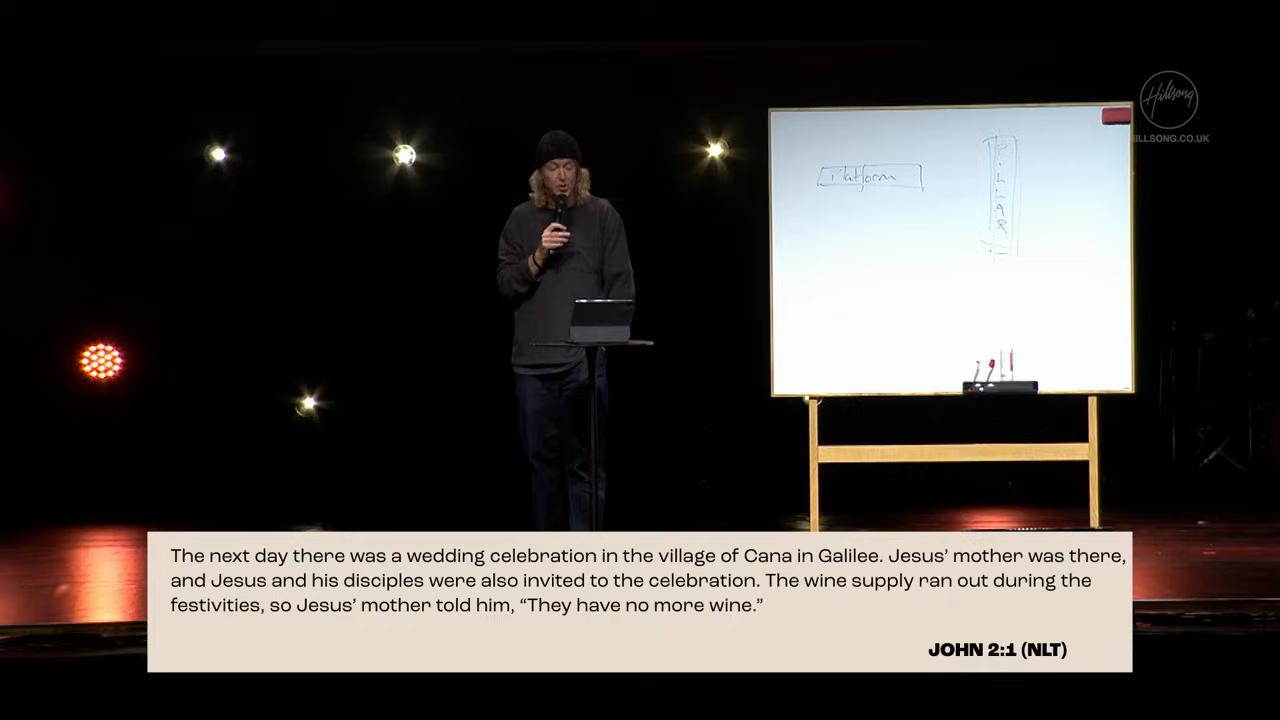 Hillsong
HILLSONG.CO.UK
Platform
PILLAR
The next day there was a wedding celebration in the village of Cana in Galilee. Jesus’ mother was there,
and Jesus and his disciples were also invited to the celebration. The wine supply ran out during the
festivities, so Jesus’ mother told him, “They have no more wine.”
JOHN 2:1 (NLT)